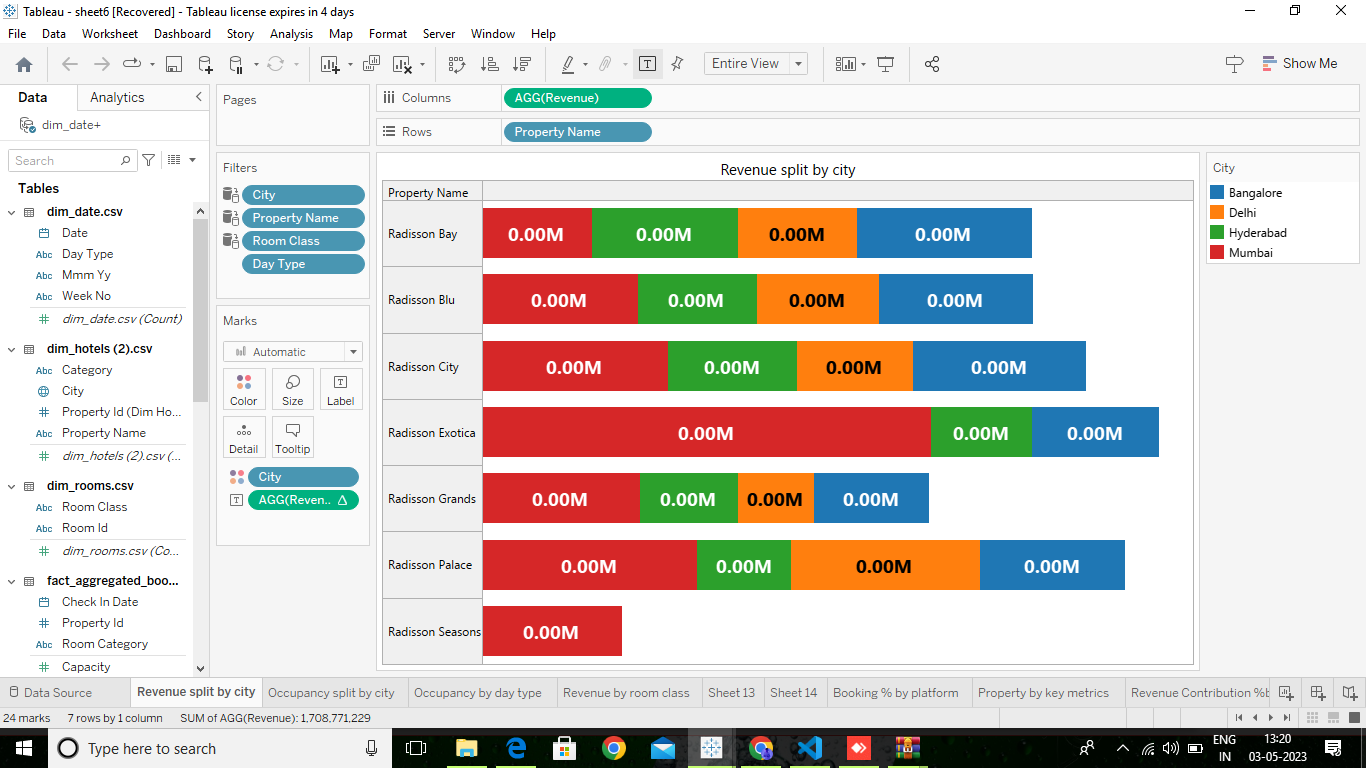 Tableau - sheet6 [Recovered] - Tableau license expires in 4 days
File Data Worksheet Dashboard Story Analysis Map Format Server Window Help
Entire View
Show Me
Data Analytics
dim_date+
Search
Tables
dim_date.csv
Date
Abc Day Type
Abc Mmm Yy
Abc Week No
dim_date.csv (Count)
dim_hotels (2).csv
Abc Category
City
Property Id (Dim Ho...
Abc Property Name
dim_hotels (2).csv (...
dim_rooms.csv
Abc Room Class
Abc Room Id
dim_rooms.csv (Co...
fact_aggregated_boo...
Check In Date
Property Id
Abc Room Category
Capacity
Pages
Filters
City
Property Name
Room Class
Day Type
Marks
Automatic
Color Size Label
Detail Tooltip
City
AGG(Reven..
Columns AGG(Revenue)
Rows Property Name
Revenue split by city
Property Name
Radisson Bay 0.00M 0.00M 0.00M 0.00M
Radisson Blu 0.00M 0.00M 0.00M 0.00M
Radisson City 0.00M 0.00M 0.00M 0.00M
Radisson Exotica 0.00M 0.00M 0.00M
Radisson Grands 0.00M 0.00M 0.00M 0.00M
Radisson Palace 0.00M 0.00M 0.00M 0.00M
Radisson Seasons 0.00M
City
Bangalore
Delhi
Hyderabad
Mumbai
Data Source Revenue split by city Occupancy split by city Occupancy by day type Revenue by room class Sheet 13 Sheet 14 Booking % by platform Property by key metrics Revenue Contribution %b
24 marks 7 rows by 1 column SUM of AGG(Revenue): 1,708,771,229
Type here to search
ENG
IN
13:20
03-05-2023